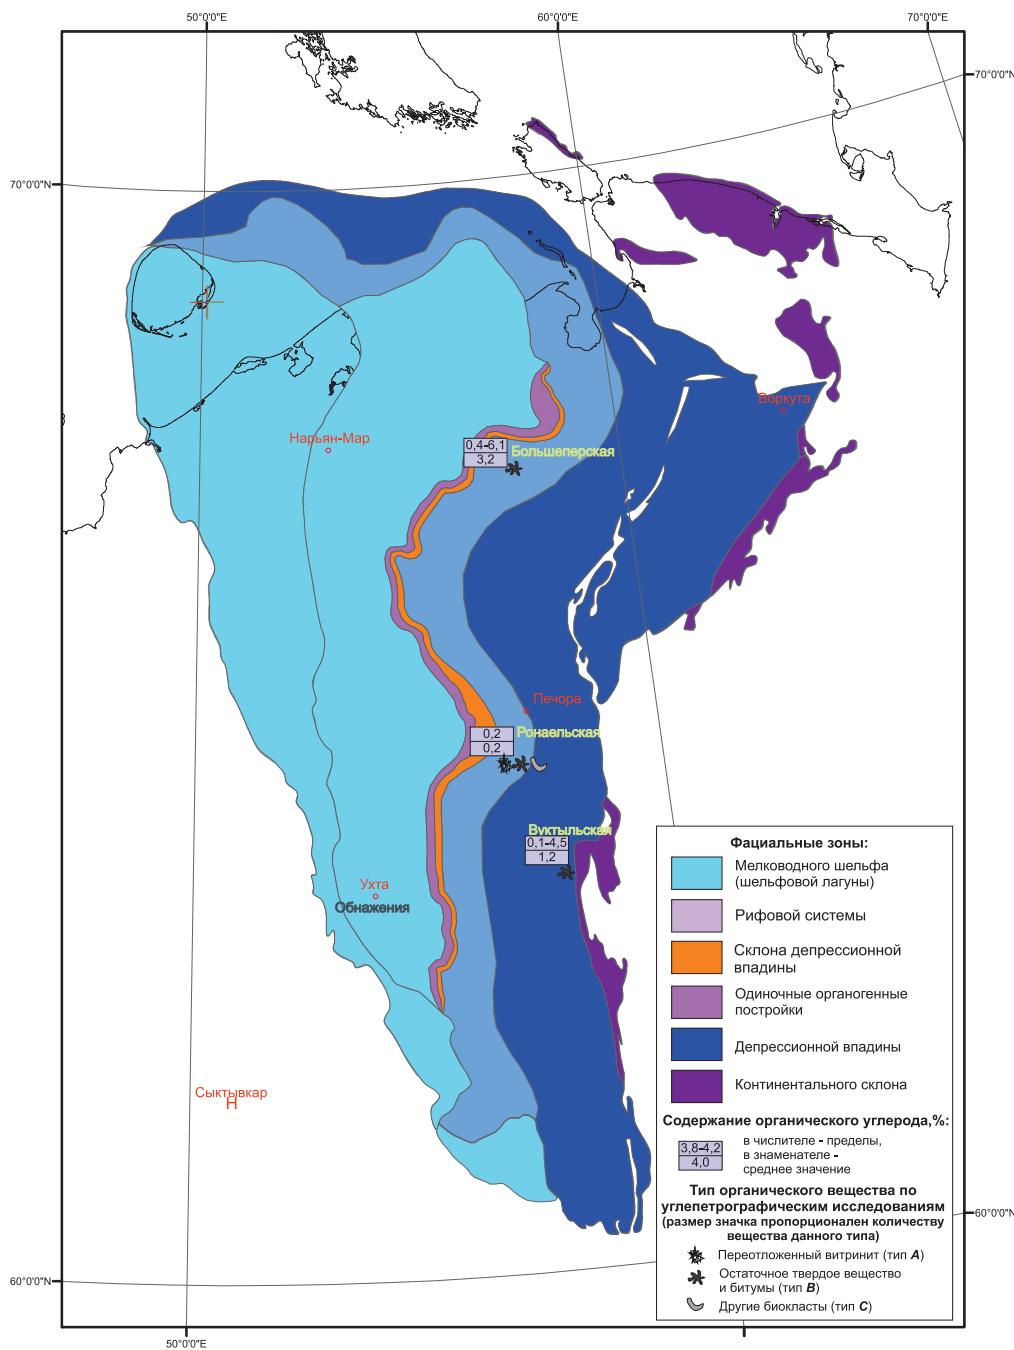 50°0'0"E
60°0'0"E
70°0'0"E
70°0'0"N
70°0'0"N
Воркута
Нарьян-Мар
0,4-6,1
3,2
Большеперская
Печора
0,2
0,2
Ронаельская
Вуктыльская
0,1-4,5
1,2
Ухта
Обнажения
Сыктывкар
Н
Фациальные зоны:
Мелководного шельфа
(шельфовой лагуны)
Рифовой системы
Склона депрессионной
впадины
Одиночные органогенные
постройки
Депрессионной впадины
Континентального склона
Содержание органического углерода,%:
3,8-4,2
4,0
в числителе - пределы,
в знаменателе -
среднее значение
Тип органического вещества по
углепетрографическим исследованиям
(размер значка пропорционален количеству
вещества данного типа)
Переотложенный витринит (тип A)
Остаточное твердое вещество
и битумы (тип B)
Другие биокласты (тип C)
60°0'0"N
60°0'0"N
50°0'0"E